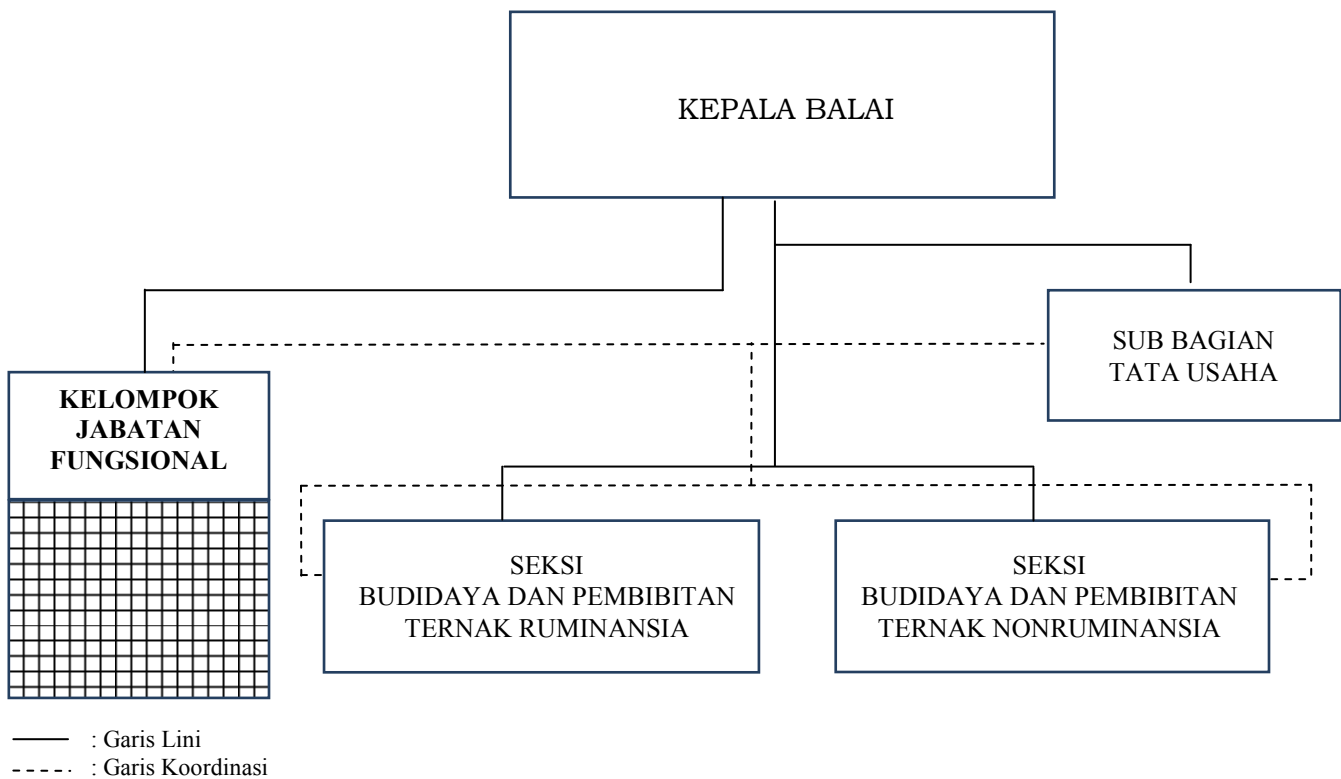 KEPALA BALAI
SUB BAGIAN
TATA USAHA
KELOMPOK
JABATAN
FUNGSIONAL
SEKSI
BUDIDAYA DAN PEMBIBITAN
TERNAK RUMINANSIA
SEKSI
BUDIDAYA DAN PEMBIBITAN
TERNAK NONRUMINANSIA
: Garis Lini
: Garis Koordinasi